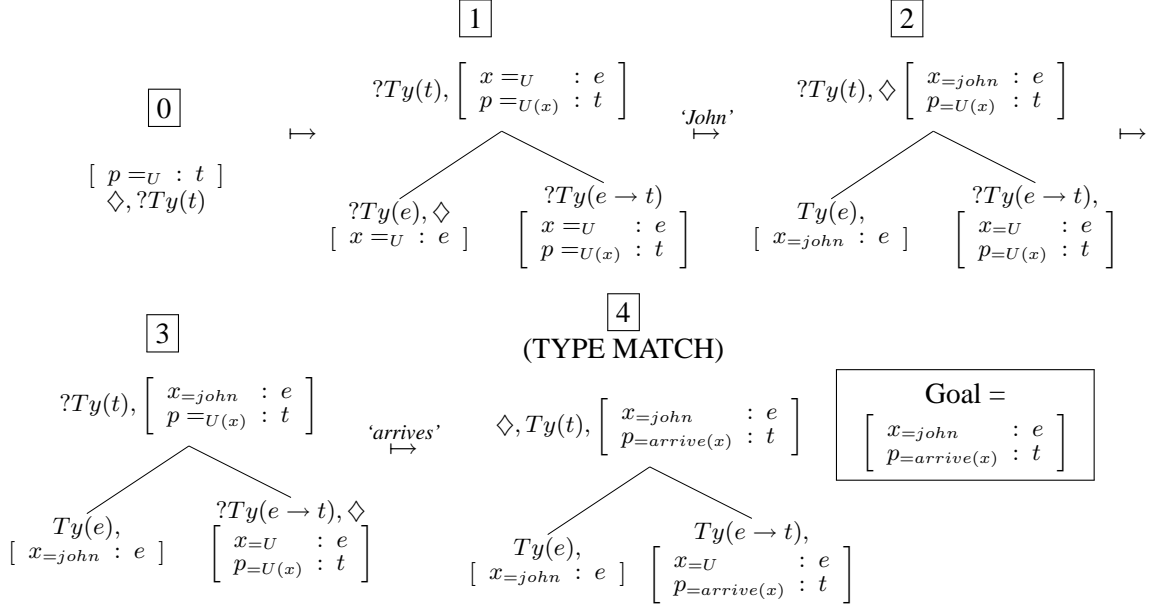 0
[ p =U : t ]
♢, ?Ty(t)
↦
1
?Ty(t), [ x =U : e
p =U(x) : t ]
?Ty(e), ♢
[ x =U : e ]
?Ty(e → t)
[ x =U : e
p =U(x) : t ]
‘John’
↦
2
?Ty(t), ♢ [ x=john : e
p=U(x) : t ]
Ty(e),
[ x=john : e ]
?Ty(e → t),
[ x=U : e
p=U(x) : t ]
↦
3
?Ty(t), [ x=john : e
p =U(x) : t ]
Ty(e),
[ x=john : e ]
?Ty(e → t), ♢
[ x=U : e
p=U(x) : t ]
‘arrives’
↦
4
(TYPE MATCH)
♢, Ty(t), [ x=john : e
p=arrive(x) : t ]
Ty(e),
[ x=john : e ]
Ty(e → t),
[ x=U : e
p=arrive(x) : t ]
Goal =
[ x=john : e
p=arrive(x) : t ]